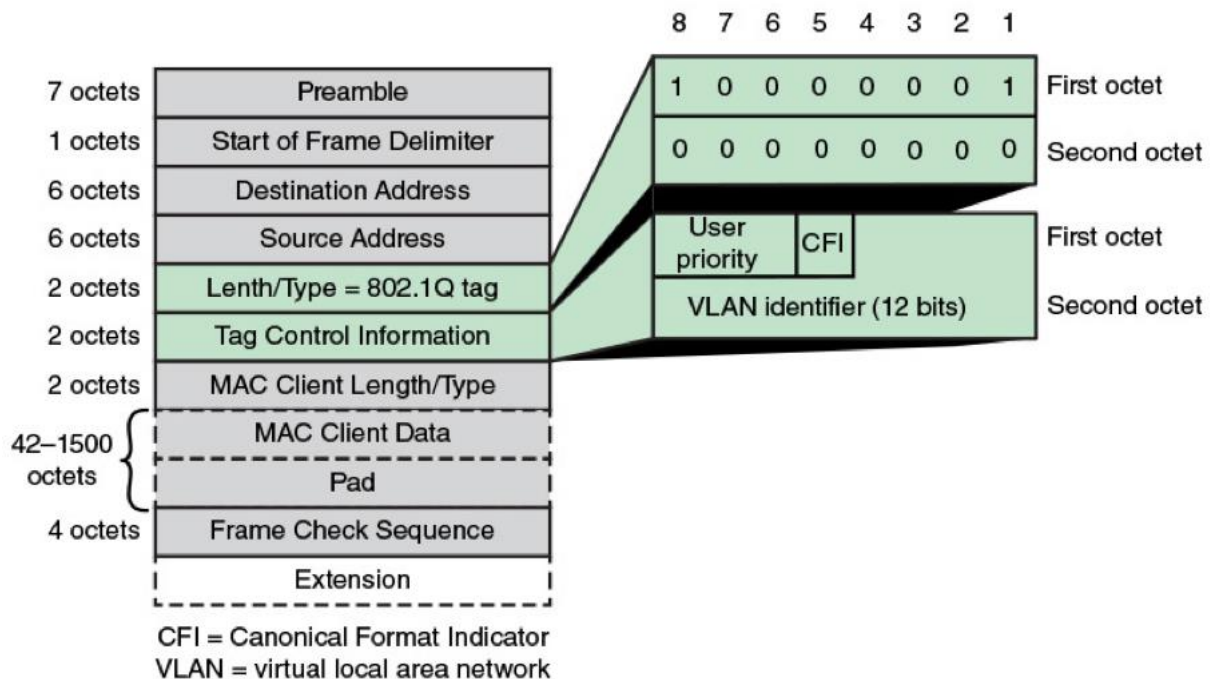 8 7 6 5 4 3 2 1
7 octets Preamble
1 0 0 0 0 0 0 1 First octet
1 octets Start of Frame Delimiter
0 0 0 0 0 0 0 0 Second octet
6 octets Destination Address
6 octets Source Address
User
priority
CFI
First octet
2 octets Lenth/Type = 802.1Q tag
VLAN identifier (12 bits) Second octet
2 octets Tag Control Information
2 octets MAC Client Length/Type
42–1500
octets
MAC Client Data
Pad
4 octets Frame Check Sequence
Extension
CFI = Canonical Format Indicator
VLAN = virtual local area network